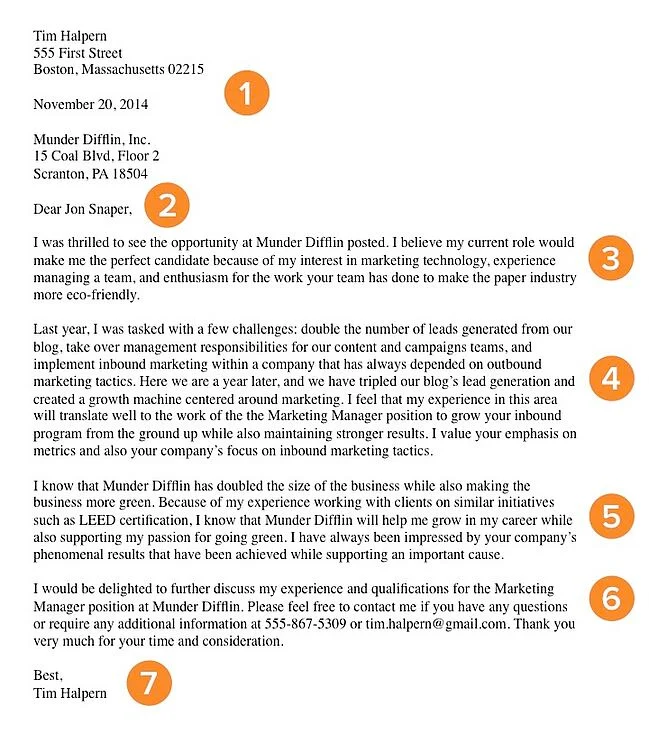 Tim Halpern
555 First Street
Boston, Massachusetts 02215
1
November 20, 2014
Munder Difflin, Inc.
15 Coal Blvd, Floor 2
Scranton, PA 18504
Dear Jon Snaper,
2
I was thrilled to see the opportunity at Munder Difflin posted. I believe my current role would
make me the perfect candidate because of my interest in marketing technology, experience
managing a team, and enthusiasm for the work your team has done to make the paper industry
more eco-friendly.
3
Last year, I was tasked with a few challenges: double the number of leads generated from our
blog, take over management responsibilities for our content and campaigns teams, and
implement inbound marketing within a company that has always depended on outbound
marketing tactics. Here we are a year later, and we have tripled our blog's lead generation and
created a growth machine centered around marketing. I feel that my experience in this area
will translate well to the work of the the Marketing Manager position to grow your inbound
program from the ground up while also maintaining stronger results. I value your emphasis on
metrics and also your company's focus on inbound marketing tactics.
4
I know that Munder Difflin has doubled the size of the business while also making the
business more green. Because of my experience working with clients on similar initiatives
such as LEED certification, I know that Munder Difflin will help me grow in my career while
also supporting my passion for going green. I have always been impressed by your company's
phenomenal results that have been achieved while supporting an important cause.
5
I would be delighted to further discuss my experience and qualifications for the Marketing
Manager position at Munder Difflin. Please feel free to contact me if you have any questions
or require any additional information at 555-867-5309 or tim.halpern@gmail.com. Thank you
very much for your time and consideration.
6
Best,
Tim Halpern
7